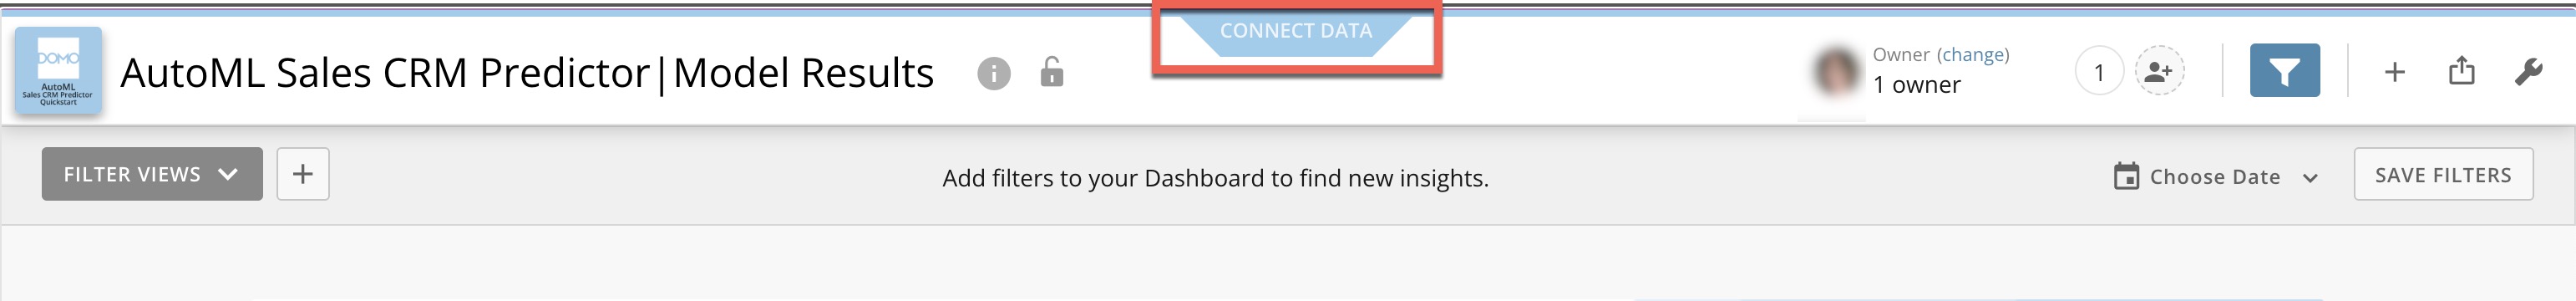 CONNECT DATA
DOMO
AutoML
Sales CRM Predictor
Quickstart
AutoML Sales CRM Predictor|Model Results
Owner (change)
1 owner
1
FILTER VIEWS
Add filters to your Dashboard to find new insights.
Choose Date
SAVE FILTERS